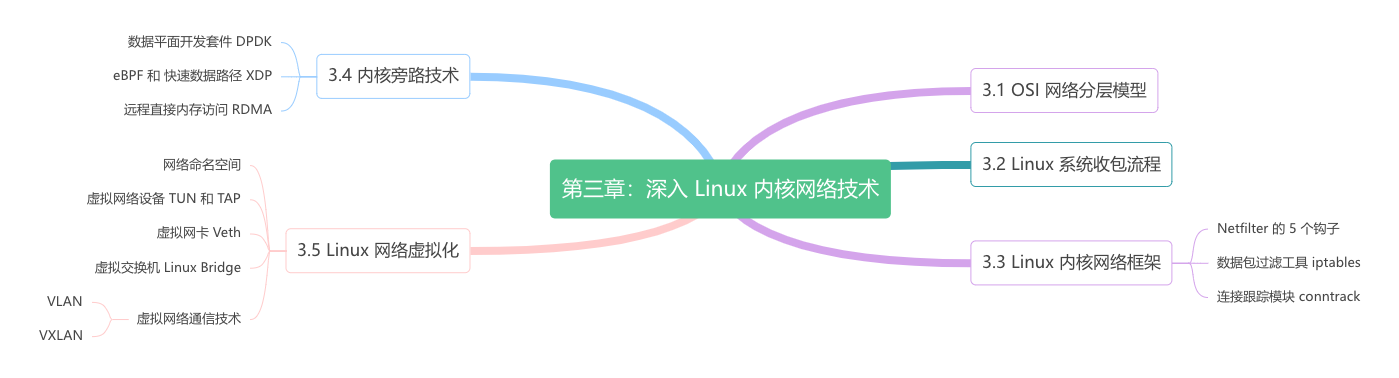 第三章：深入 Linux 内核网络技术
3.1 OSI 网络分层模型
3.2 Linux 系统收包流程
3.3 Linux 内核网络框架
Netfilter 的 5 个钩子
数据包过滤工具 iptables
连接跟踪模块 conntrack
3.4 内核旁路技术
数据平面开发套件 DPDK
eBPF 和 快速数据路径 XDP
远程直接内存访问 RDMA
3.5 Linux 网络虚拟化
网络命名空间
虚拟网络设备 TUN 和 TAP
虚拟网卡 Veth
虚拟交换机 Linux Bridge
虚拟网络通信技术
VLAN
VXLAN